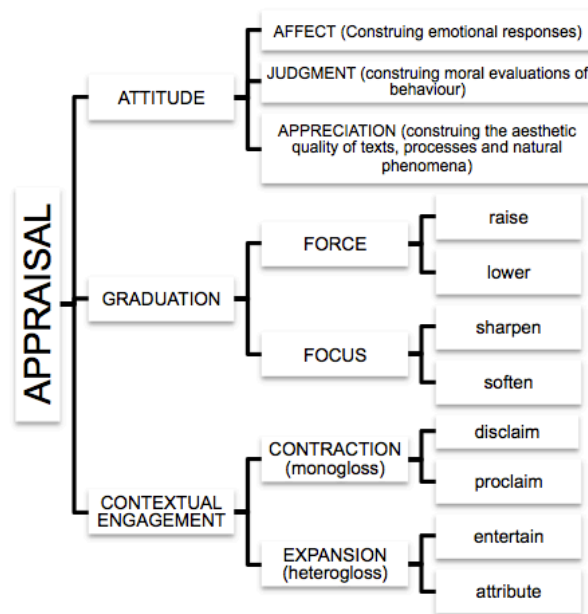 APPRAISAL
ATTITUDE
AFFECT (Construing emotional responses)
JUDGMENT (construing moral evaluations of
behaviour)
APPRECIATION (construing the aesthetic
quality of texts, processes and natural
phenomena)
GRADUATION
FORCE
raise
lower
FOCUS
sharpen
soften
CONTEXTUAL
ENGAGEMENT
CONTRACTION
(monogloss)
disclaim
proclaim
EXPANSION
(heterogloss)
entertain
attribute